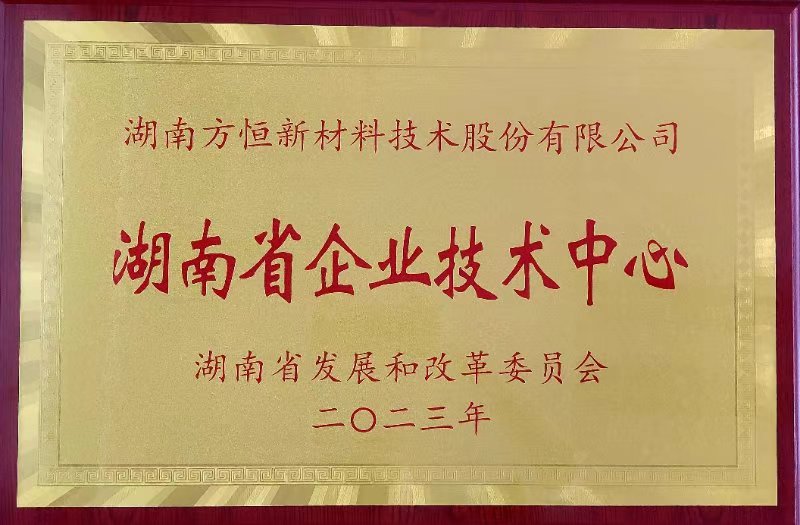 湖南方恒新材料技术股份有限公司
湖南省企业技术中心
湖南省发展和改革委员会
二〇二三年